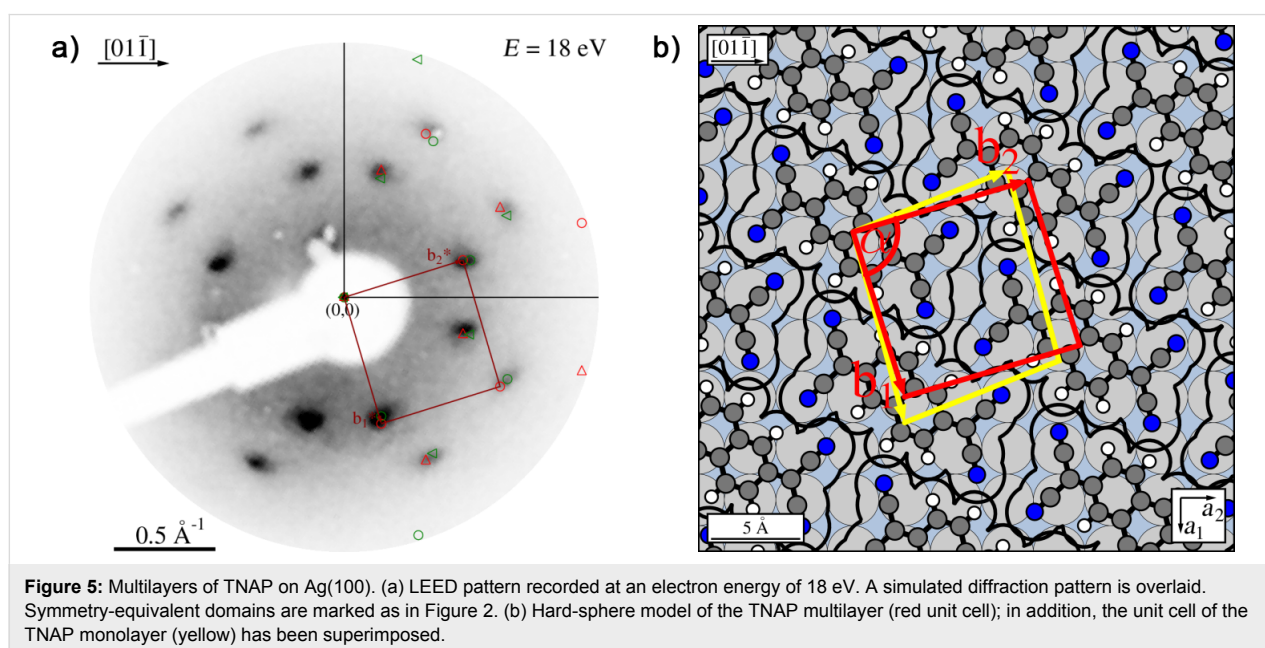 a)
[011̄]
E = 18 eV
b₂*
(0,0)
b₁
0.5 Å⁻¹
b)
[011̄]
b₂
α
b₁
5 Å
a₂
a₁
Figure 5: Multilayers of TNAP on Ag(100). (a) LEED pattern recorded at an electron energy of 18 eV. A simulated diffraction pattern is overlaid.
Symmetry-equivalent domains are marked as in Figure 2. (b) Hard-sphere model of the TNAP multilayer (red unit cell); in addition, the unit cell of the
TNAP monolayer (yellow) has been superimposed.